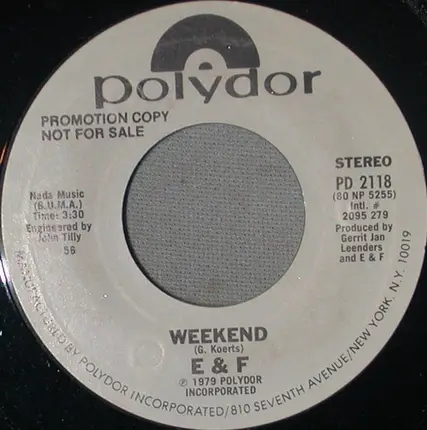 polydor
PROMOTION COPY
NOT FOR SALE
STEREO
PD 2118
(80 NP 5255)
Intl. #
2095 279
Produced by
Gerrit Jan
Leenders
and E & F
Nada Music
(B.U.M.A.)
Time: 3:30
Engineered by
John Tilly
56
WEEKEND
(G. Koerts)
E & F
℗ 1979 POLYDOR
INCORPORATED
MANUFACTURED BY POLYDOR INCORPORATED/810 SEVENTH AVENUE/NEW YORK, N.Y. 10019